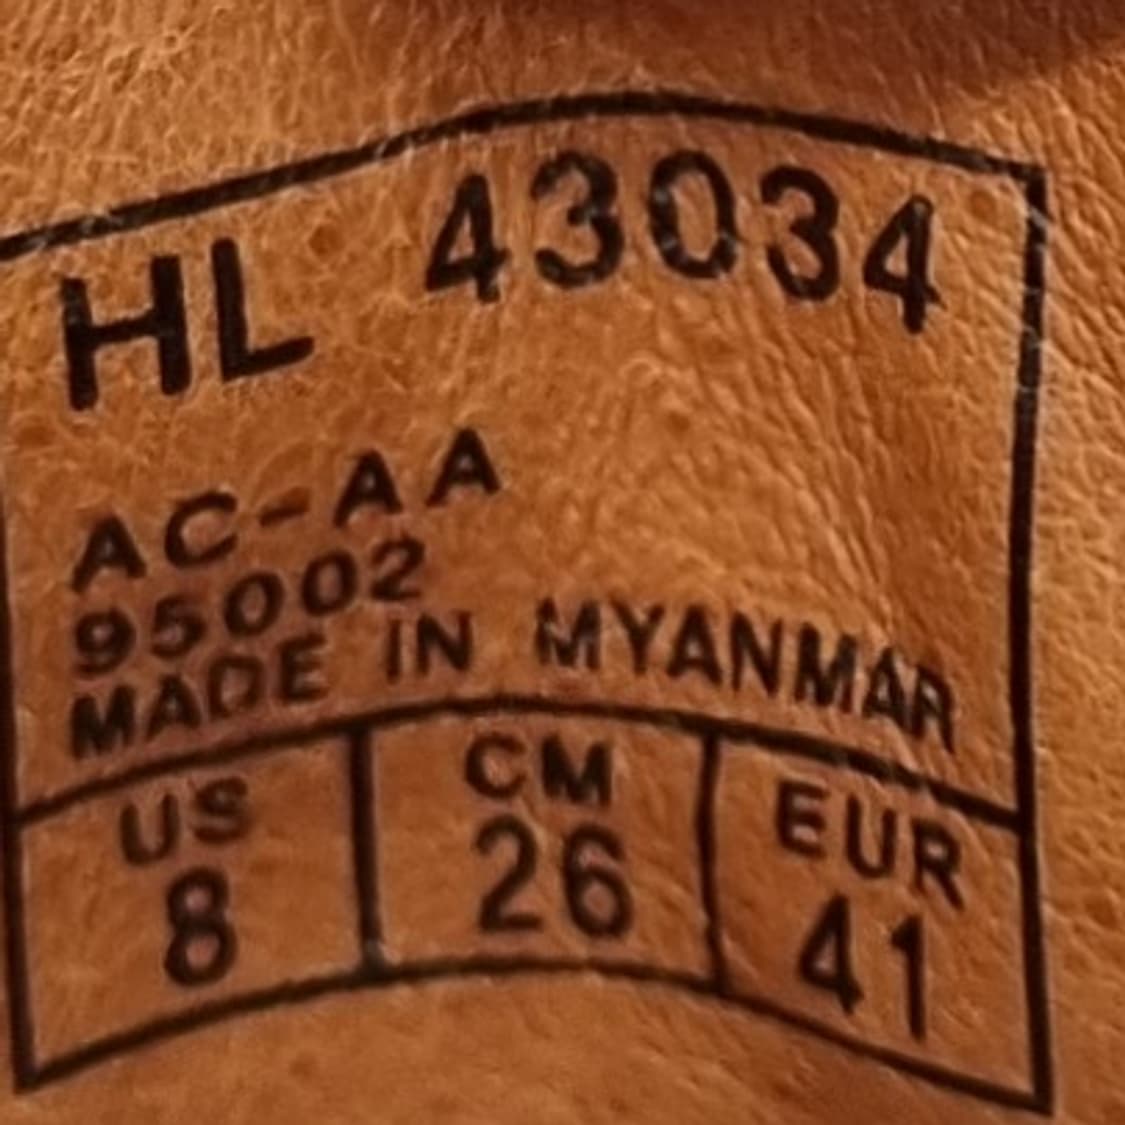 HL 43034
AC-AA
95002
MADE IN MYANMAR
US CM EUR
8 26 41